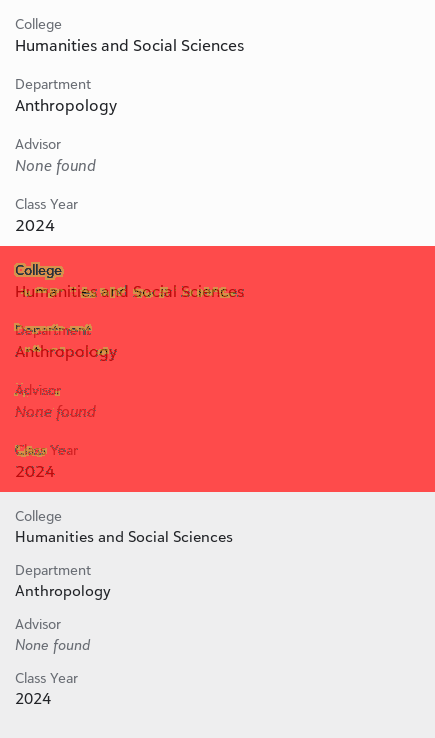 College
Humanities and Social Sciences
Department
Anthropology
Advisor
None found
Class Year
2024
College
Humanities and Social Sciences
Department
Anthropology
Advisor
None found
Class Year
2024
College
Humanities and Social Sciences
Department
Anthropology
Advisor
None found
Class Year
2024